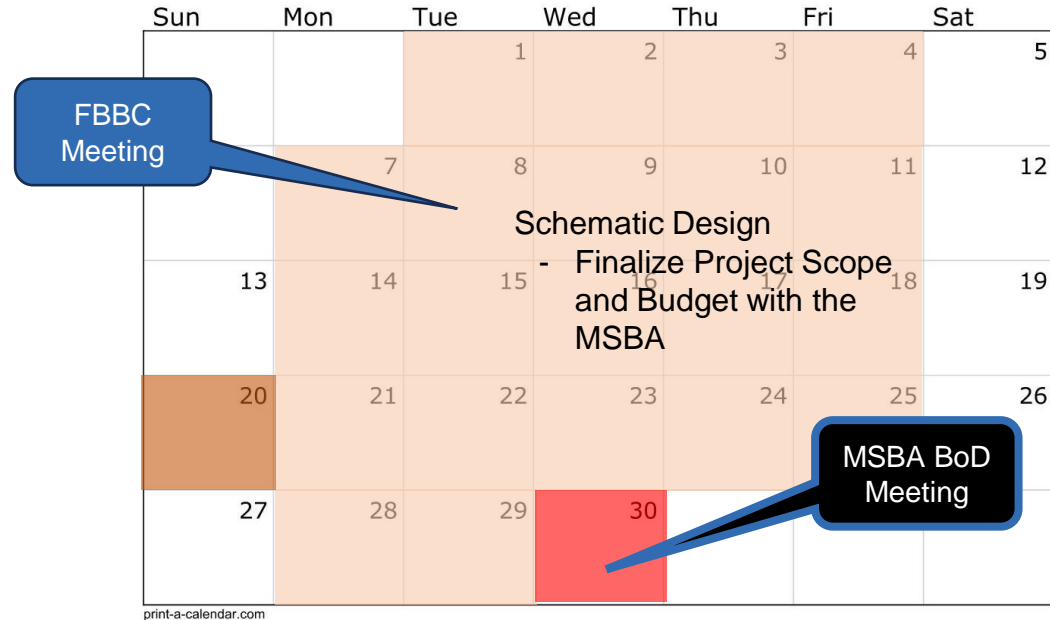 Sun Mon Tue Wed Thu Fri Sat
1 2 3 4 5
FBBC
Meeting
7 8 9 10 11 12
Schematic Design
- Finalize Project Scope
and Budget with the
MSBA
13 14 15 16 17 18 19
20 21 22 23 24 25 26
MSBA BoD
Meeting
27 28 29 30
print-a-calendar.com